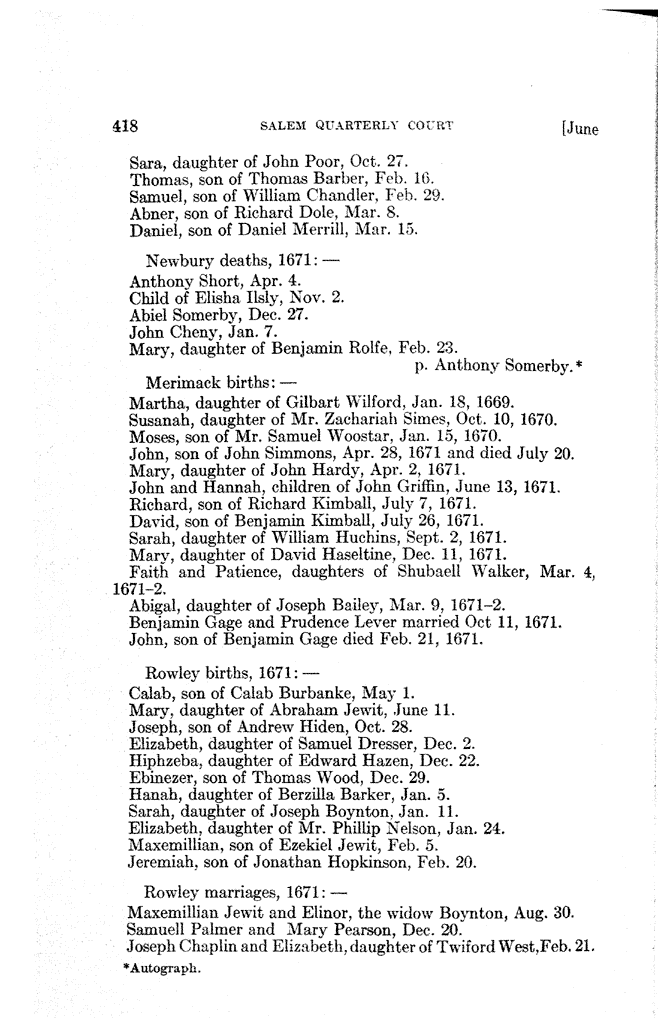 418 SALEM QUARTERLY COURT [June
Sara, daughter of John Poor, Oct. 27.
Thomas, son of Thomas Barber, Feb. 16.
Samuel, son of William Chandler, Feb. 29.
Abner, son of Richard Dole, Mar. 8.
Daniel, son of Daniel Merrill, Mar. 15.
Newbury deaths, 1671: —
Anthony Short, Apr. 4.
Child of Elisha Ilsly, Nov. 2.
Abiel Somerby, Dec. 27.
John Cheny, Jan. 7.
Mary, daughter of Benjamin Rolfe, Feb. 23.
p. Anthony Somerby.*
Merimack births: —
Martha, daughter of Gilbart Wilford, Jan. 18, 1669.
Susanah, daughter of Mr. Zachariah Simes, Oct. 10, 1670.
Moses, son of Mr. Samuel Woostar, Jan. 15, 1670.
John, son of John Simmons, Apr. 28, 1671 and died July 20.
Mary, daughter of John Hardy, Apr. 2, 1671.
John and Hannah, children of John Griffin, June 13, 1671.
Richard, son of Richard Kimball, July 7, 1671.
David, son of Benjamin Kimball, July 26, 1671.
Sarah, daughter of William Huchins, Sept. 2, 1671.
Mary, daughter of David Haseltine, Dec. 11, 1671.
Faith and Patience, daughters of Shubaell Walker, Mar. 4,
1671–2.
Abigal, daughter of Joseph Bailey, Mar. 9, 1671–2.
Benjamin Gage and Prudence Lever married Oct 11, 1671.
John, son of Benjamin Gage died Feb. 21, 1671.
Rowley births, 1671: —
Calab, son of Calab Burbanke, May 1.
Mary, daughter of Abraham Jewit, June 11.
Joseph, son of Andrew Hiden, Oct. 28.
Elizabeth, daughter of Samuel Dresser, Dec. 2.
Hiphzeba, daughter of Edward Hazen, Dec. 22.
Ebinezer, son of Thomas Wood, Dec. 29.
Hanah, daughter of Berzilla Barker, Jan. 5.
Sarah, daughter of Joseph Boynton, Jan. 11.
Elizabeth, daughter of Mr. Phillip Nelson, Jan. 24.
Maxemillian, son of Ezekiel Jewit, Feb. 5.
Jeremiah, son of Jonathan Hopkinson, Feb. 20.
Rowley marriages, 1671: —
Maxemillian Jewit and Elinor, the widow Boynton, Aug. 30.
Samuell Palmer and Mary Pearson, Dec. 20.
Joseph Chaplin and Elizabeth, daughter of Twiford West,Feb. 21.
*Autograph.